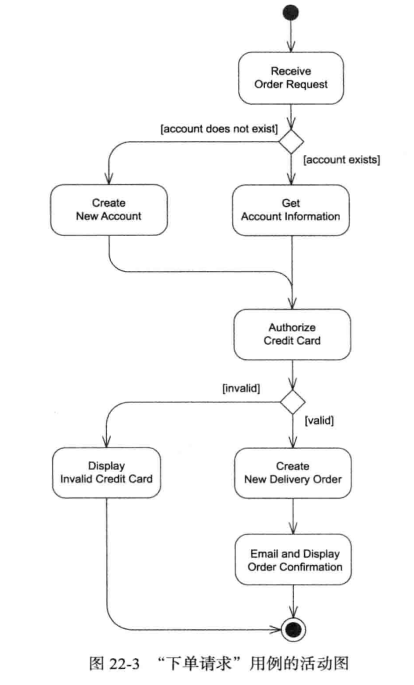 Receive
Order Request
[account does not exist]
[account exists]
Create
New Account
Get
Account Information
Authorize
Credit Card
[invalid]
[valid]
Display
Invalid Credit Card
Create
New Delivery Order
Email and Display
Order Confirmation
图 22-3 “下单请求”用例的活动图